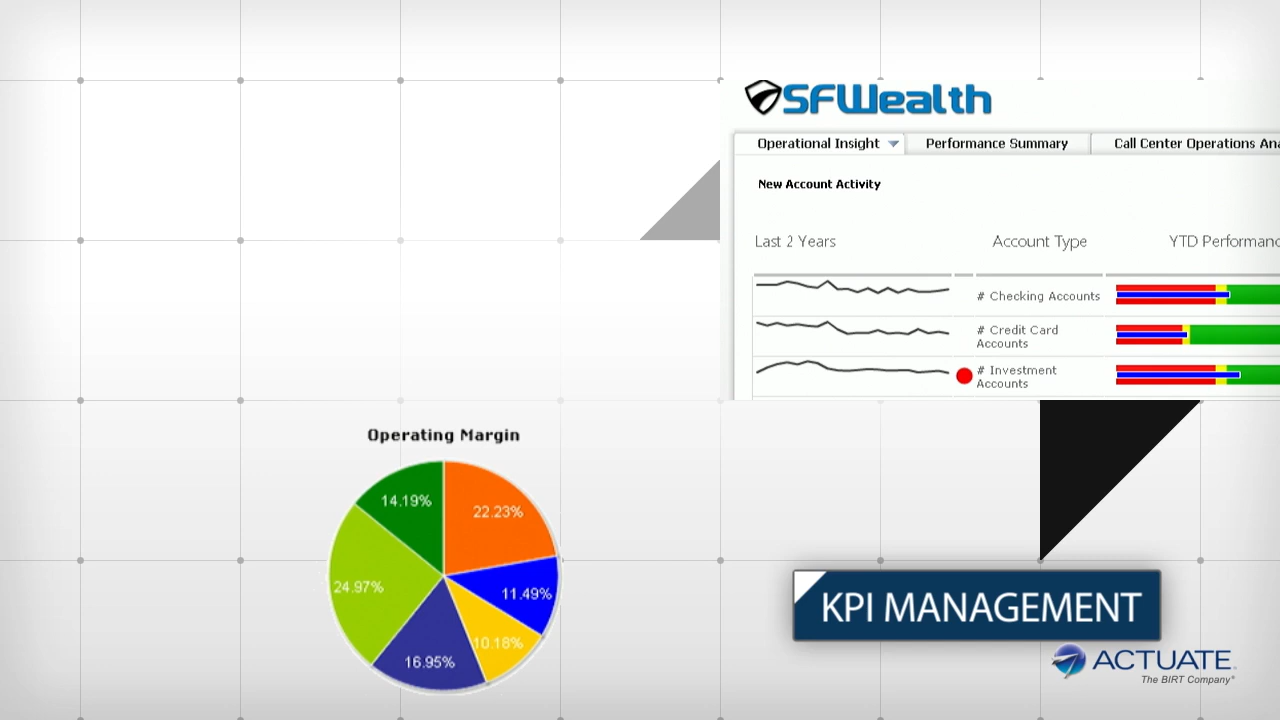 SFWealth
Operational Insight
Performance Summary
Call Center Operations
New Account Activity
Last 2 Years
Account Type
YTD
# Checking Accounts
# Credit Card
Accounts
# Investment
Accounts
Operating Margin
14.19%
22.23%
24.97%
11.49%
10.18%
16.95%
KPI MANAGEMENT
ACTUATE
The BIRT Company®